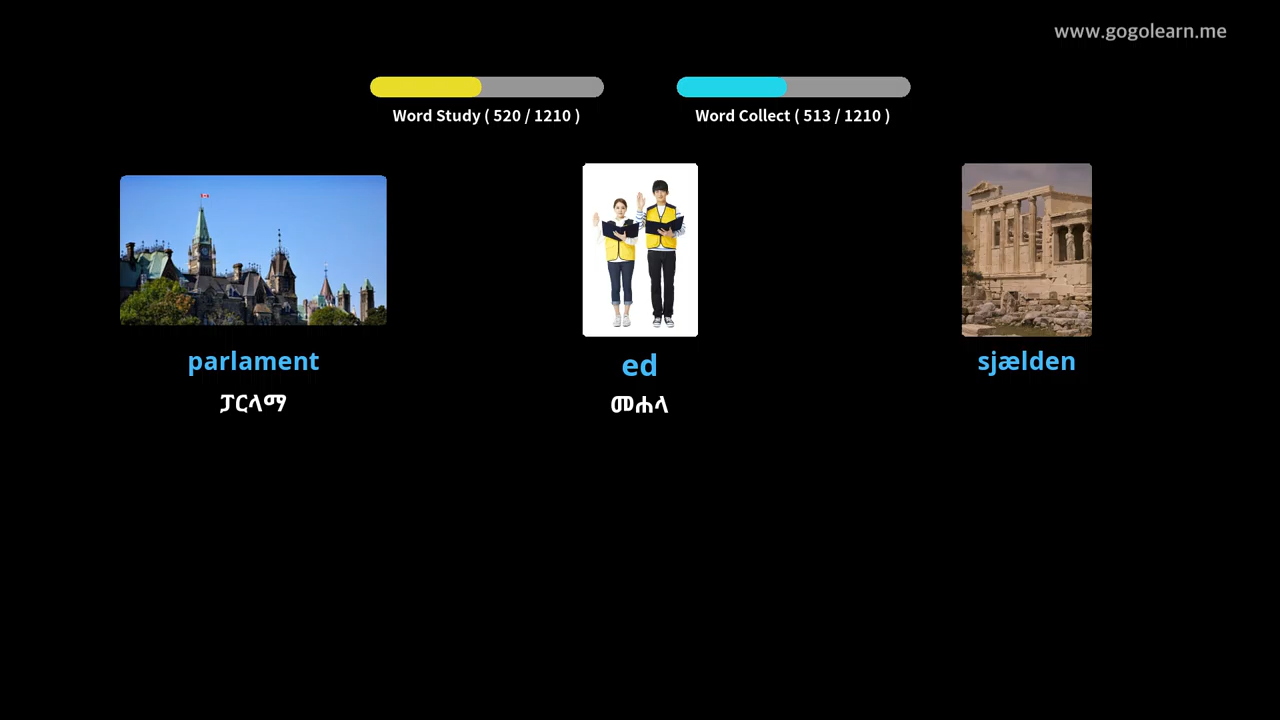 www.gogolearn.me
Word Study ( 520 / 1210 )
Word Collect ( 513 / 1210 )
parlament
ed
sjælden
ፓርላማ
መሐላ